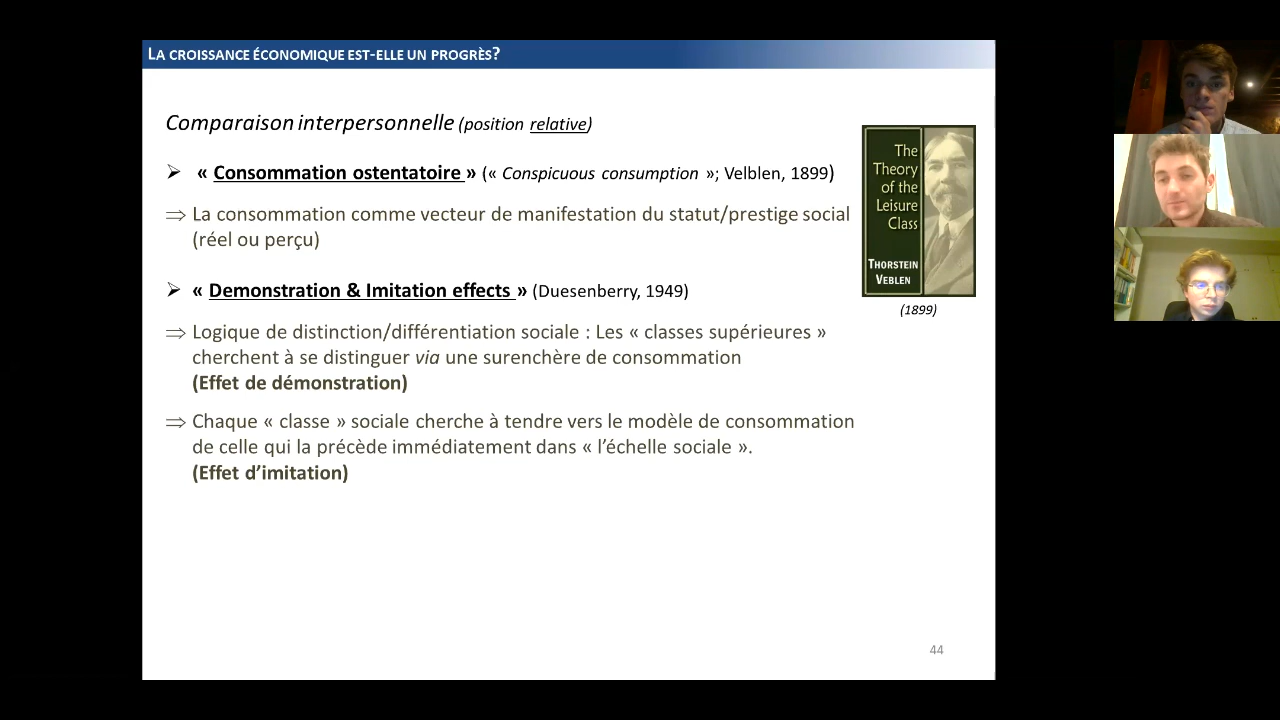 LA CROISSANCE ÉCONOMIQUE EST-ELLE UN PROGRÈS?
Comparaison interpersonnelle (position relative)
➢ « Consommation ostentatoire » (« Conspicuous consumption »; Velblen, 1899)
⇒ La consommation comme vecteur de manifestation du statut/prestige social
(réel ou perçu)
➢ « Demonstration & Imitation effects » (Duesenberry, 1949)
⇒ Logique de distinction/différentiation sociale : Les « classes supérieures »
cherchent à se distinguer via une surenchère de consommation
(Effet de démonstration)
⇒ Chaque « classe » sociale cherche à tendre vers le modèle de consommation
de celle qui la précède immédiatement dans « l'échelle sociale ».
(Effet d'imitation)
The
Theory
of the
Leisure
Class
THORSTEIN
VEBLEN
(1899)
44